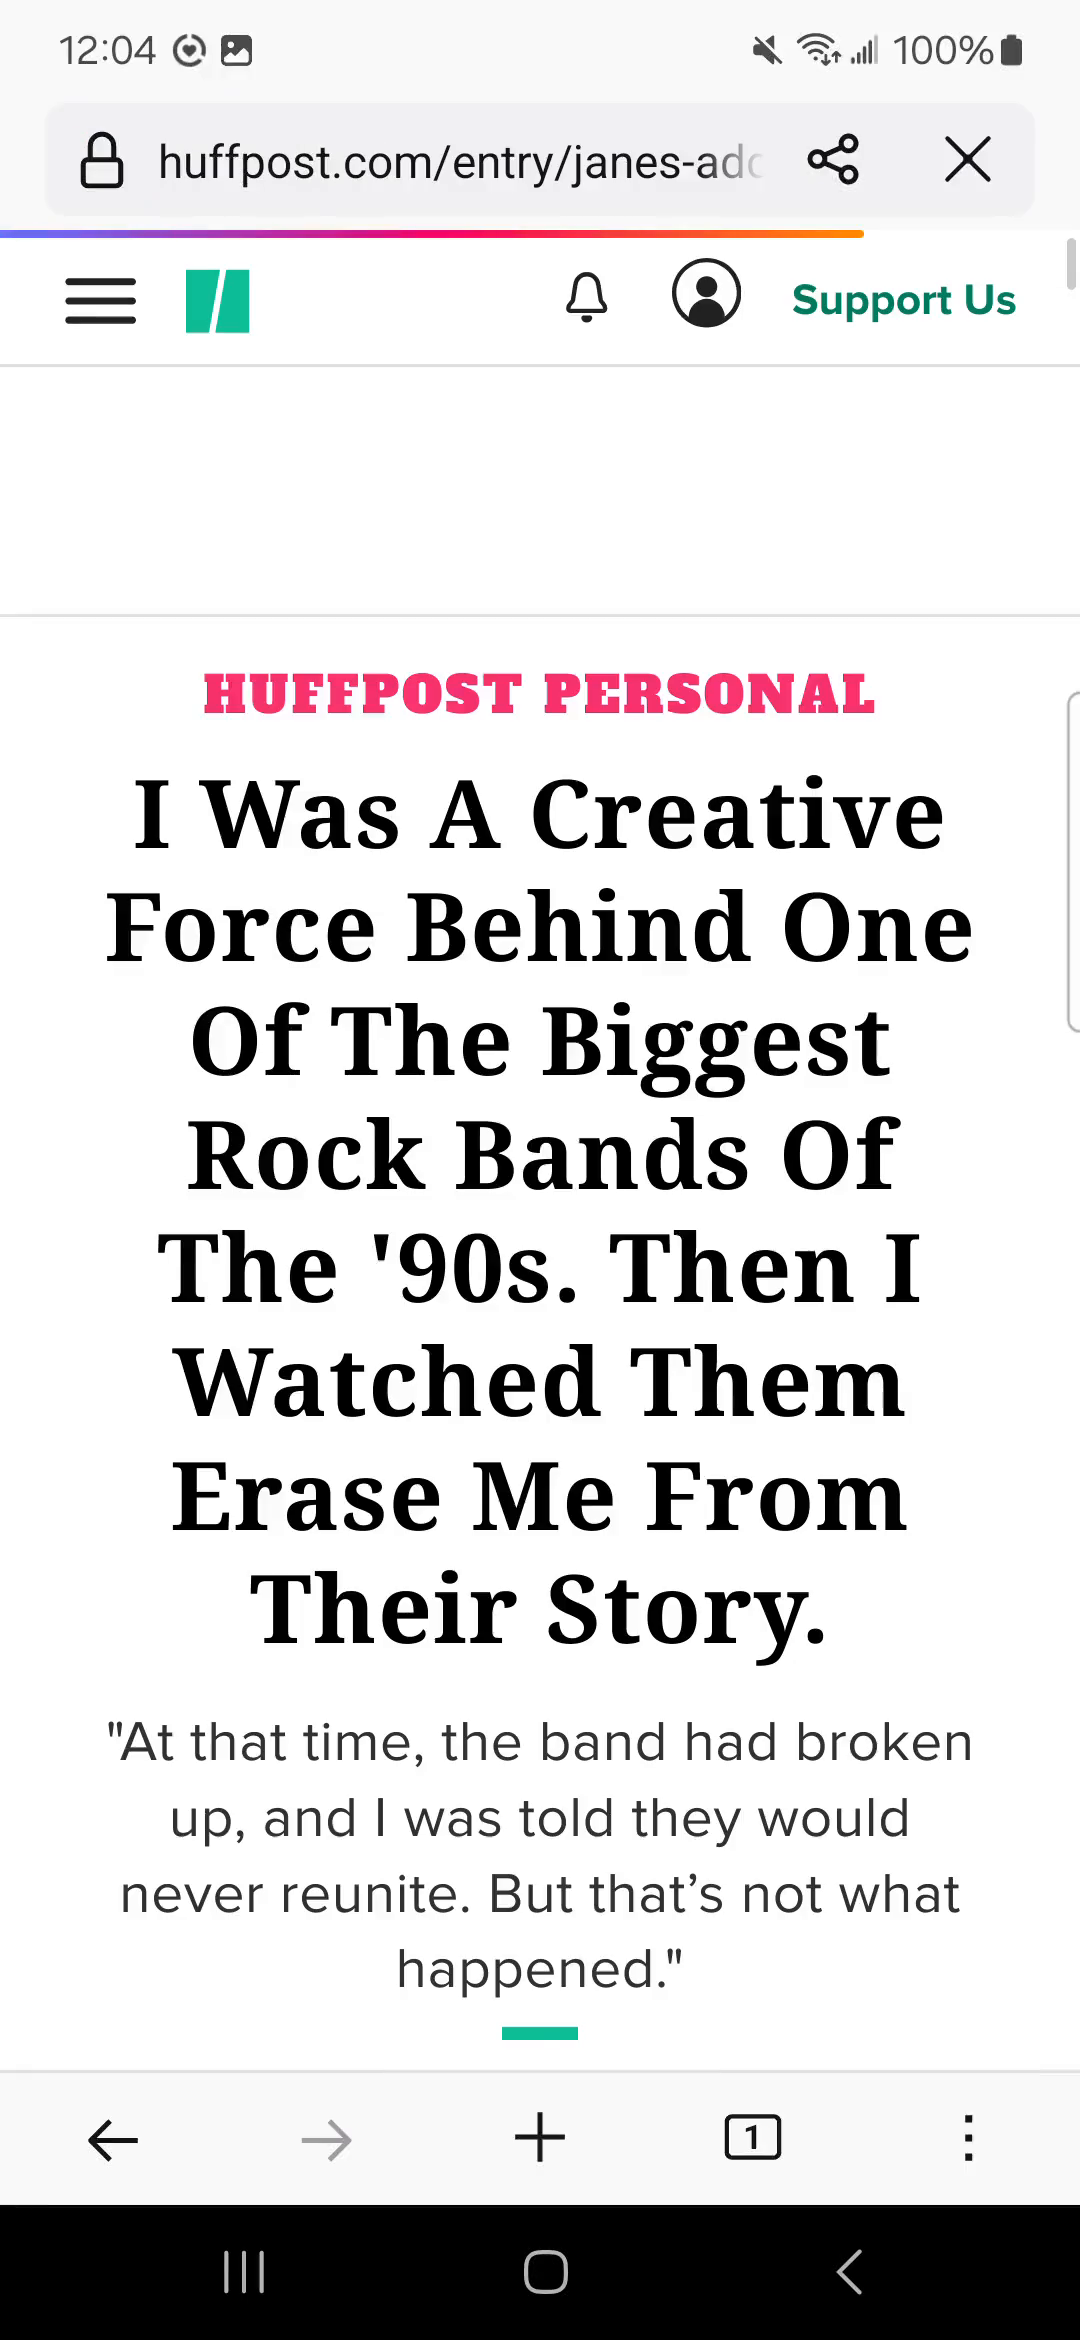 12:04
100%
huffpost.com/entry/janes-add
Support Us
HUFFPOST PERSONAL
I Was A Creative
Force Behind One
Of The Biggest
Rock Bands Of
The '90s. Then I
Watched Them
Erase Me From
Their Story.
"At that time, the band had broken
up, and I was told they would
never reunite. But that’s not what
happened."
1